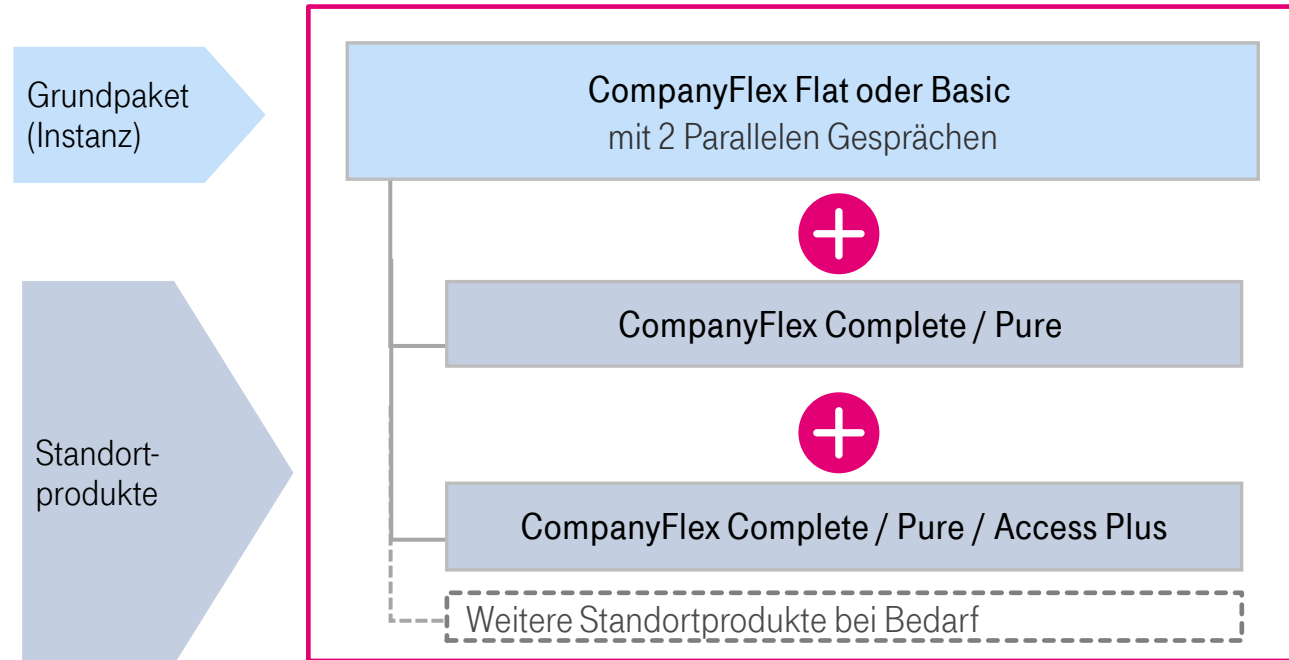 Grundpaket
(Instanz)
CompanyFlex Flat oder Basic
mit 2 Parallelen Gesprächen
CompanyFlex Complete / Pure
Standort-
produkte
CompanyFlex Complete / Pure / Access Plus
Weitere Standortprodukte bei Bedarf